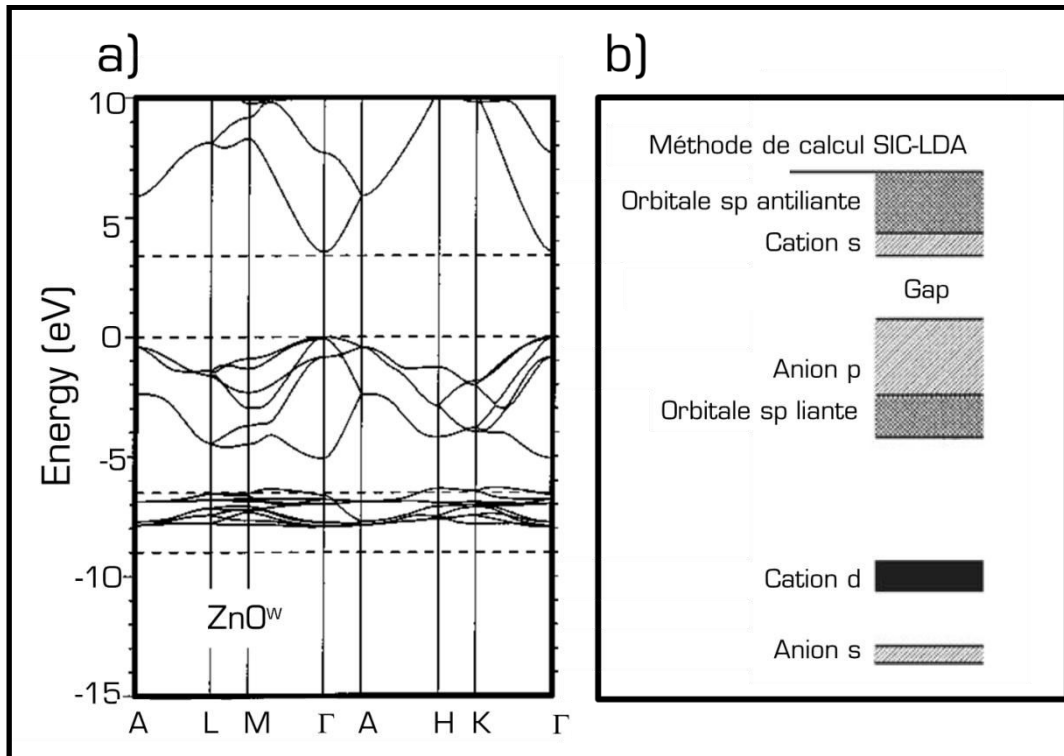 a)
b)
Energy (eV)
10
5
0
-5
-10
-15
ZnOᵂ
A L M Γ A H K Γ
Méthode de calcul SIC-LDA
Orbitale sp antiliante
Cation s
Gap
Anion p
Orbitale sp liante
Cation d
Anion s